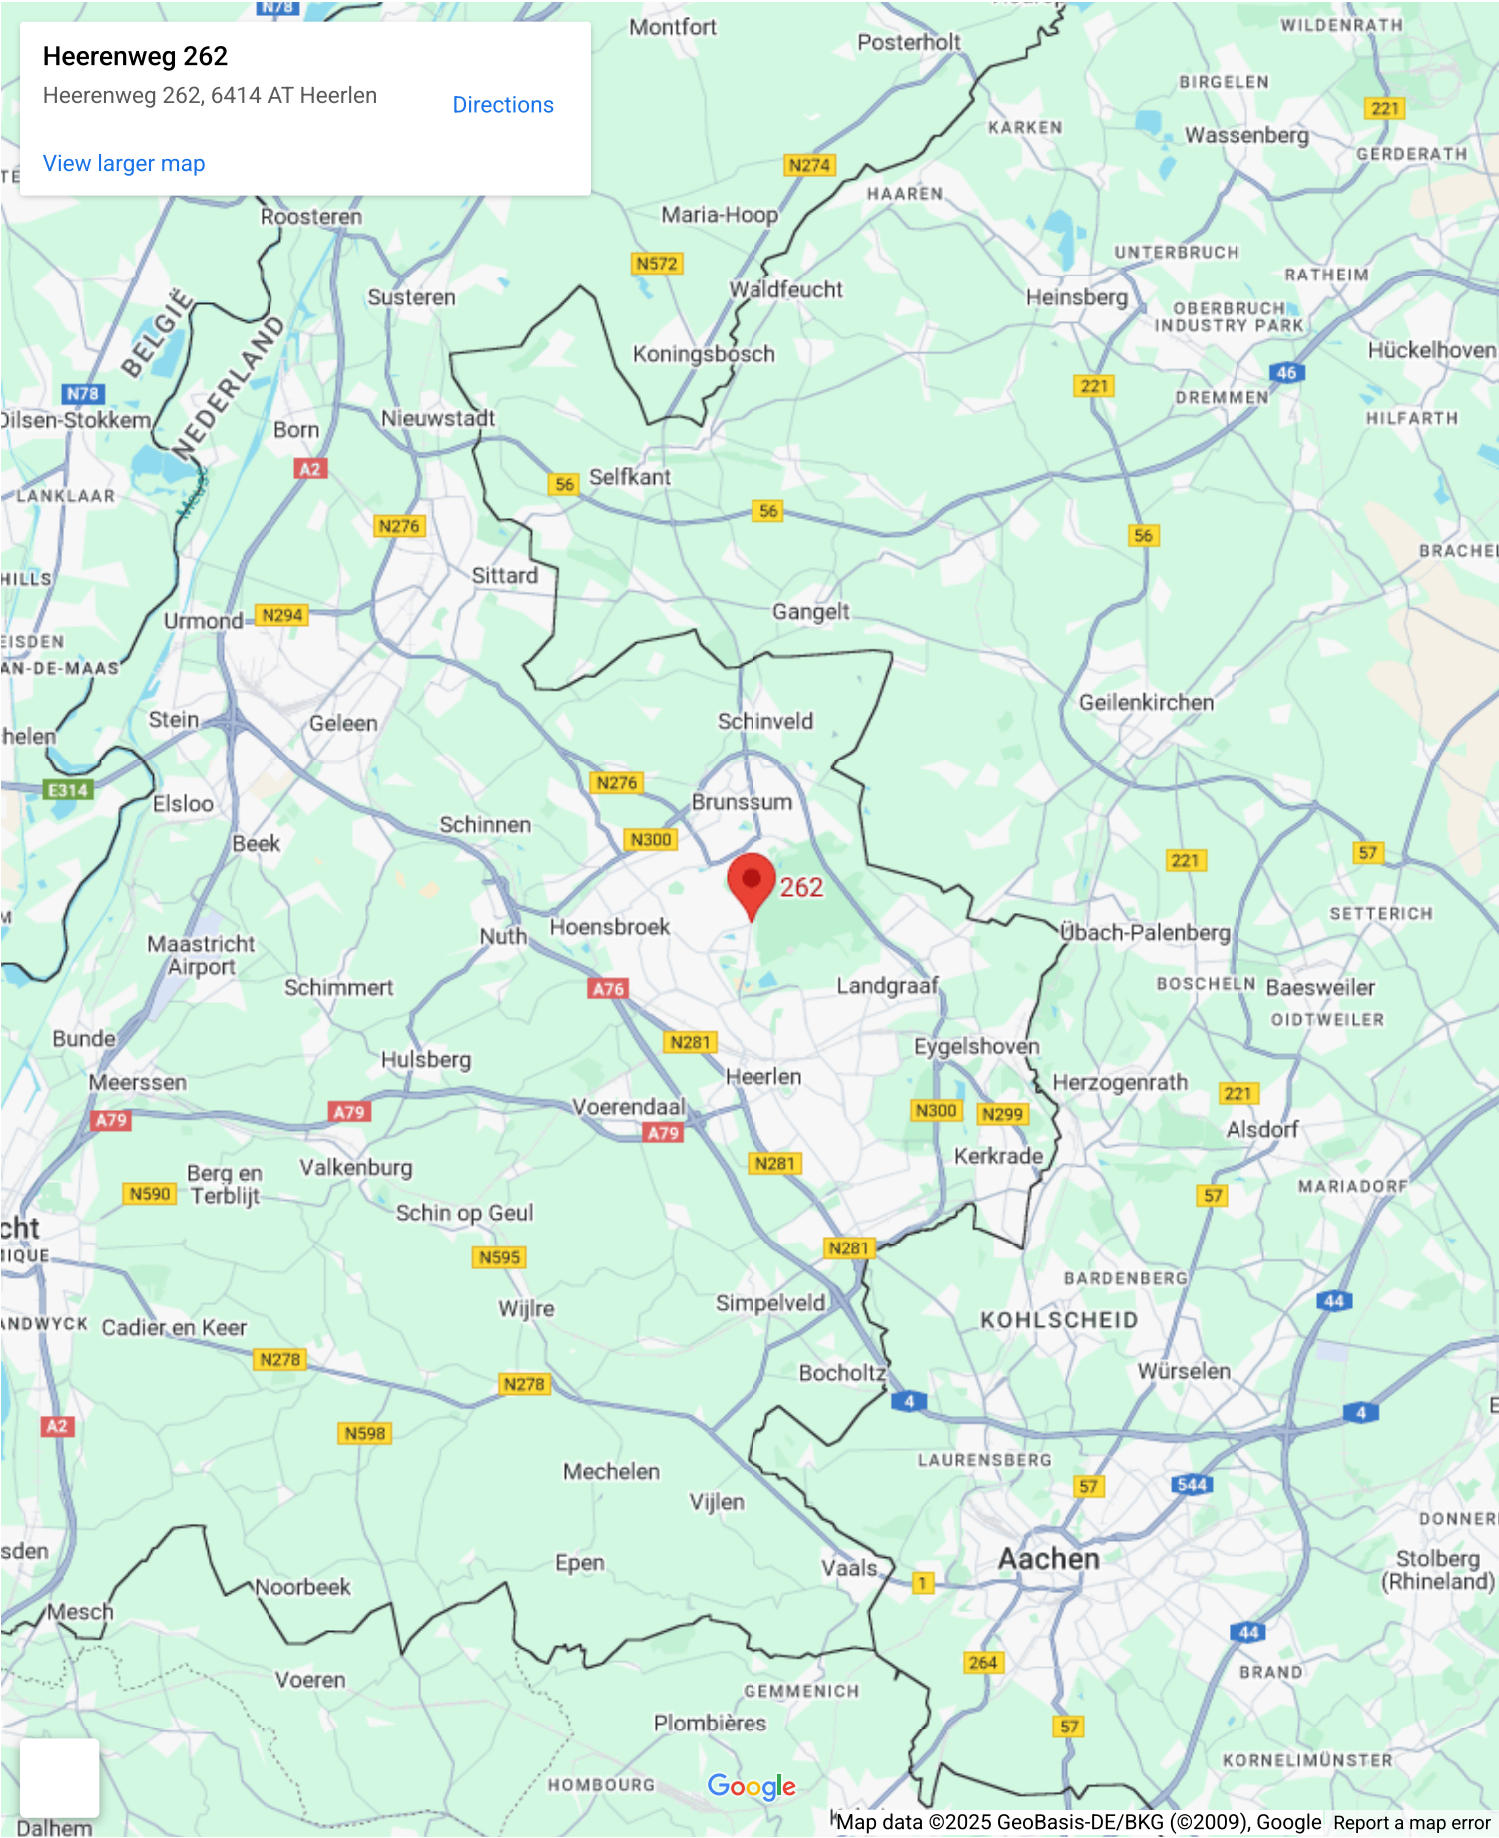 N78
Heerenweg 262
Heerenweg 262, 6414 AT Heerlen
Directions
View larger map
Montfort
Posterholt
WILDENRATH
BIRGELEN
221
KARKEN
Wassenberg
GERDERATH
N274
HAAREN
Roosteren
Maria-Hoop
UNTERBRUCH
N572
RATHEIM
Waldfeucht
Susteren
Heinsberg
OBERBRUCH
INDUSTRY PARK
BELGIË
NEDERLAND
Koningsbosch
Hückelhoven
46
221
N78
DREMMEN
Dilsen-Stokkem
Nieuwstadt
HILFARTH
Born
A2
Selfkant
56
LANKLAAR
Meuse
56
N276
56
BRACHEL
HILLS
Sittard
Gangelt
Urmond
N294
EISDEN
AN-DE-MAAS
Geilenkirchen
Stein
Geleen
Schinveld
helen
E314
N276
Elsloo
Brunssum
Schinnen
N300
Beek
57
221
262
SETTERICH
Hoensbroek
Nuth
Übach-Palenberg
Maastricht
Airport
Schimmert
A76
Landgraaf
BOSCHELN
Baesweiler
OIDTWEILER
Bunde
N281
Eygelshoven
Hulsberg
Heerlen
Meerssen
Herzogenrath
221
A79
A79
Voerendaal
N300
N299
A79
Alsdorf
Kerkrade
N281
Berg en
Terblijt
Valkenburg
N590
57
MARIADORF
Schin op Geul
cht
N281
N595
BARDENBERG
44
Simpelveld
Wijlre
KOHLSCHEID
ANDWYCK
Cadier en Keer
N278
Bocholtz
Würselen
N278
4
4
A2
N598
LAURENSBERG
Mechelen
57
544
Vijlen
DONNER
sden
Epen
Vaals
Aachen
Stolberg
(Rhineland)
1
Noorbeek
Mesch
44
264
BRAND
Voeren
GEMMENICH
Plombières
57
KORNELIMÜNSTER
HOMBOURG
Google
Dalhem
Map data ©2025 GeoBasis-DE/BKG (©2009), Google
Report a map error